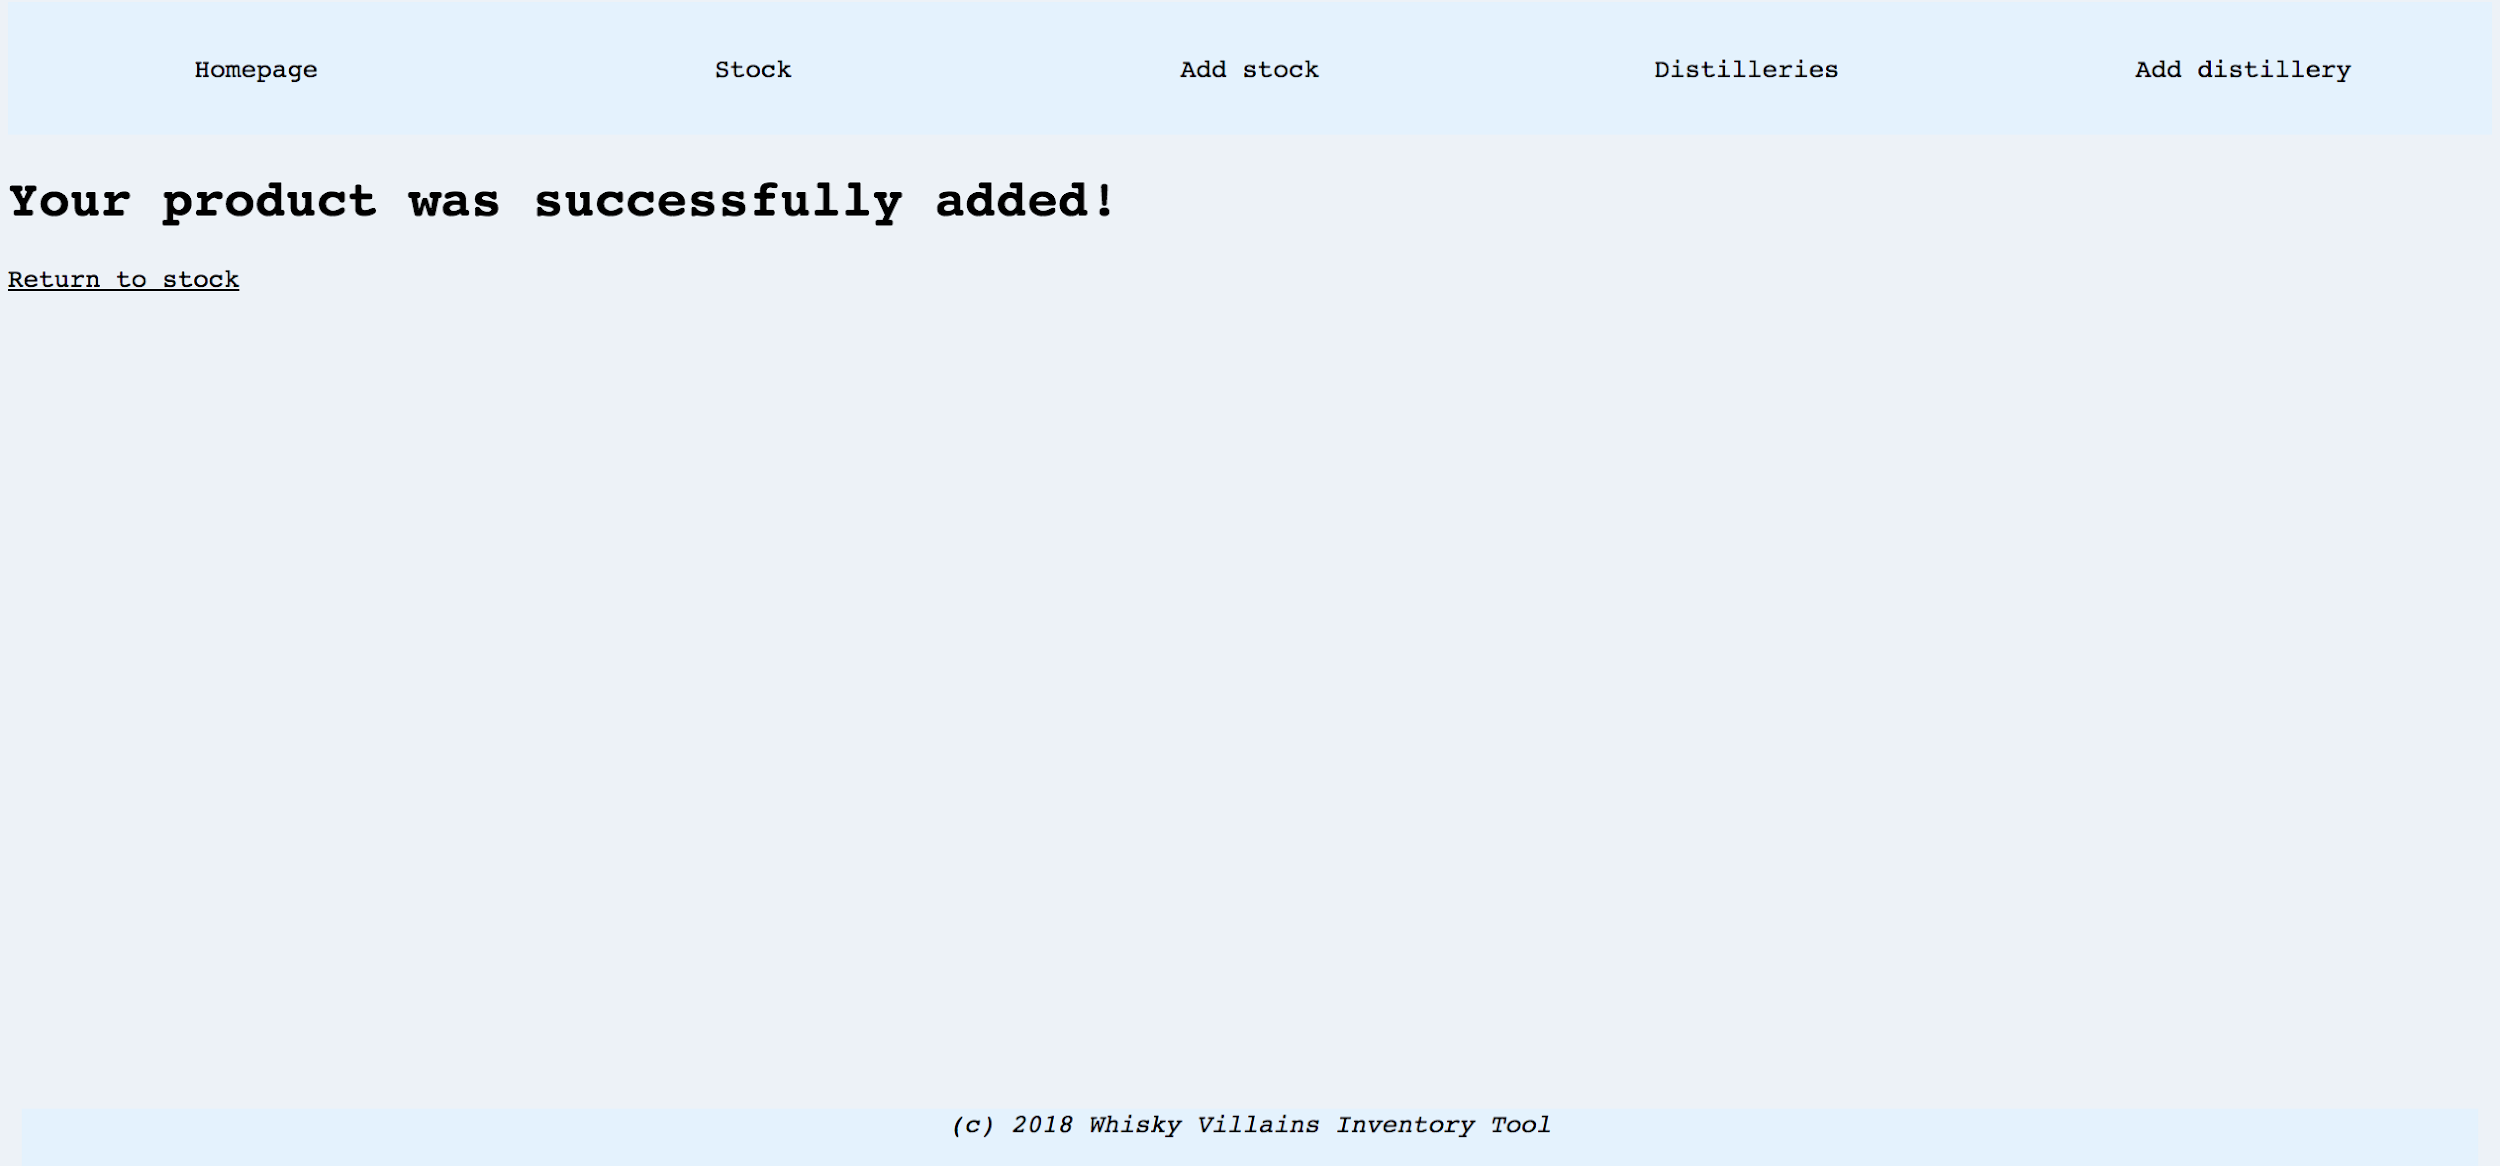 Homepage Stock Add stock Distilleries Add distillery
Your product was successfully added!
Return to stock
(c) 2018 Whisky Villains Inventory Tool